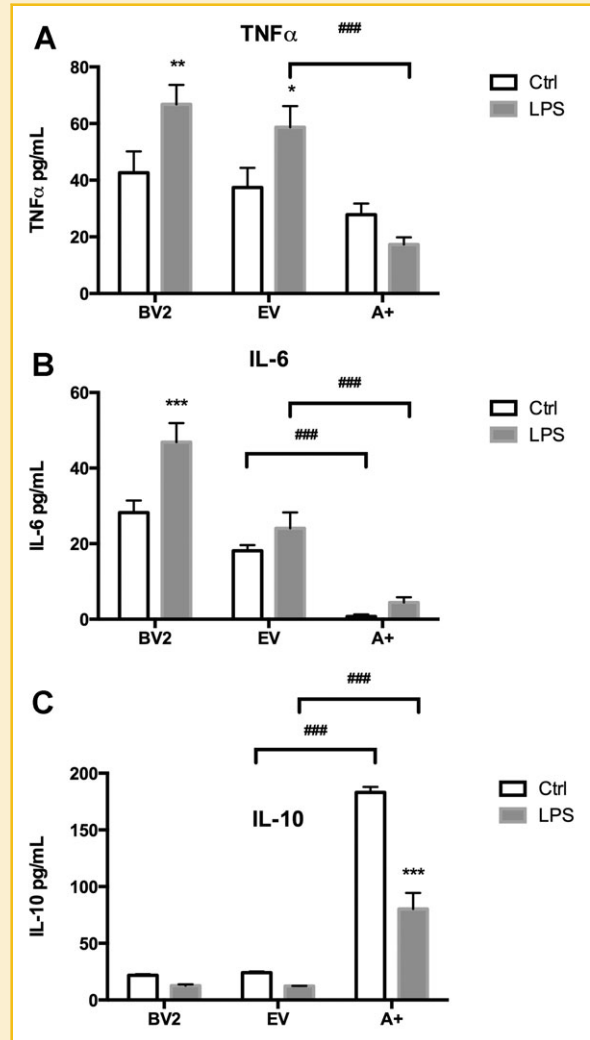 A
TNFα
###
80
60
40
20
0
TNFα pg/mL
**
*
BV2
EV
A+
Ctrl
LPS
B
IL-6
###
###
60
40
20
0
IL-6 pg/mL
***
BV2
EV
A+
Ctrl
LPS
C
###
###
200
150
100
50
0
IL-10 pg/mL
IL-10
***
BV2
EV
A+
Ctrl
LPS